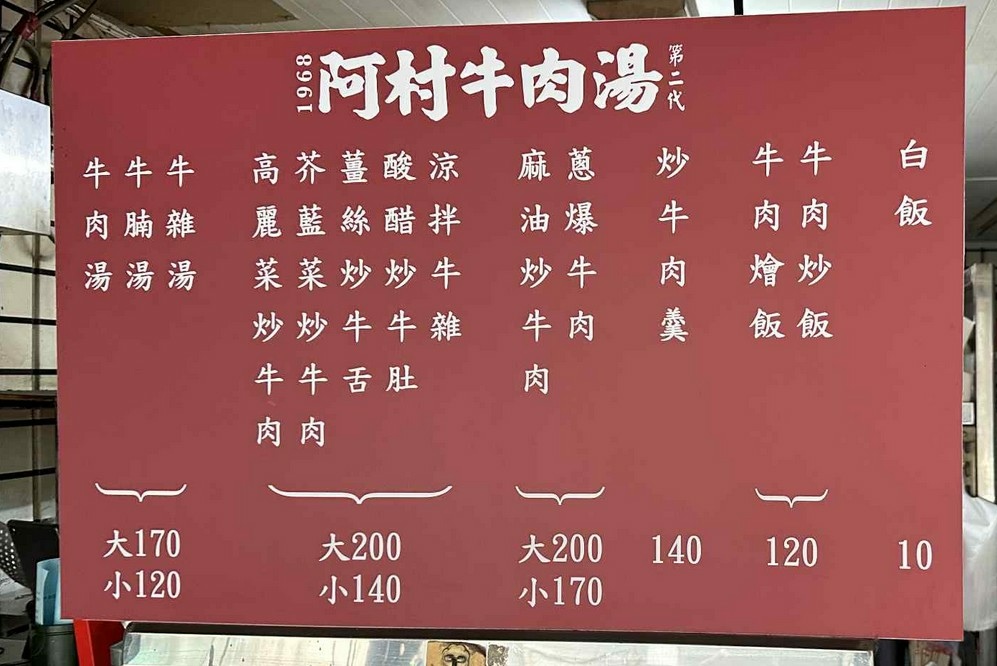 1968
阿村牛肉湯
第二代
白飯
10
牛肉炒飯
牛肉燴飯
120
炒牛肉羹
140
蔥爆牛肉
麻油炒牛肉
大200
小170
涼拌牛雜
酸醋炒牛肚
薑絲炒牛舌
芥藍菜炒牛肉
高麗菜炒牛肉
大200
小140
牛雜湯
牛腩湯
牛肉湯
大170
小120